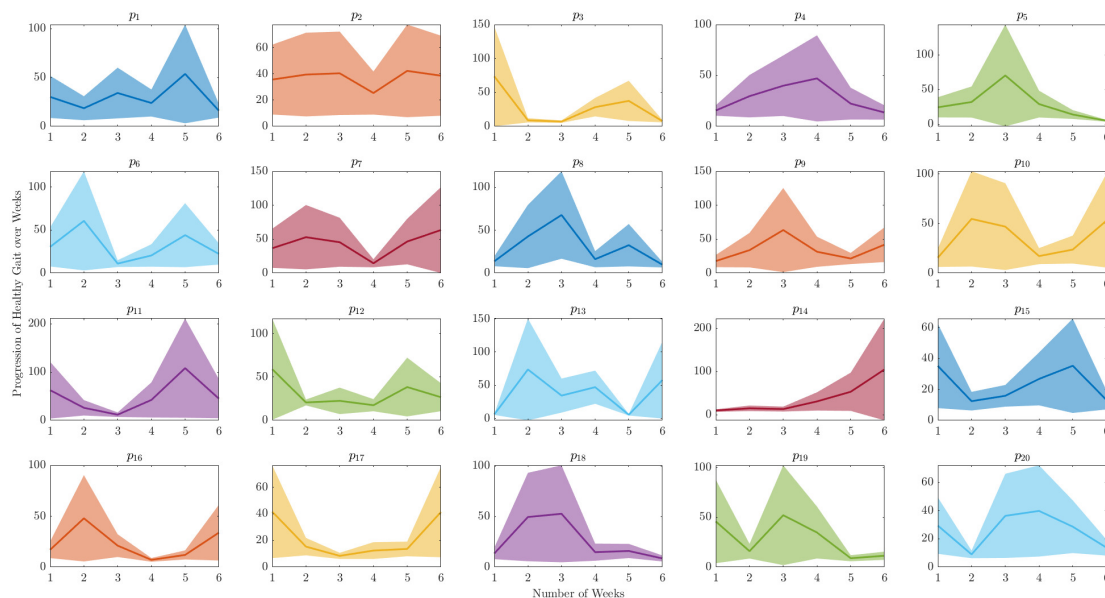 p1 p2 p3 p4 p5
100 50 0 60 40 20 0 150 100 50 0 100 50 0 100 50 0
1 2 3 4 5 6 1 2 3 4 5 6 1 2 3 4 5 6 1 2 3 4 5 6 1 2 3 4 5 6
p6 p7 p8 p9 p10
100 50 0 150 100 50 0 100 50 0 150 100 50 0 100 50 0
1 2 3 4 5 6 1 2 3 4 5 6 1 2 3 4 5 6 1 2 3 4 5 6 1 2 3 4 5 6
Progression of Healthy Gait over Weeks
p11 p12 p13 p14 p15
200 100 0 100 50 0 150 100 50 0 200 100 0 60 40 20 0
1 2 3 4 5 6 1 2 3 4 5 6 1 2 3 4 5 6 1 2 3 4 5 6 1 2 3 4 5 6
p16 p17 p18 p19 p20
100 50 0 60 40 20 0 100 50 0 100 50 0 60 40 20 0
1 2 3 4 5 6 1 2 3 4 5 6 1 2 3 4 5 6 1 2 3 4 5 6 1 2 3 4 5 6
Number of Weeks